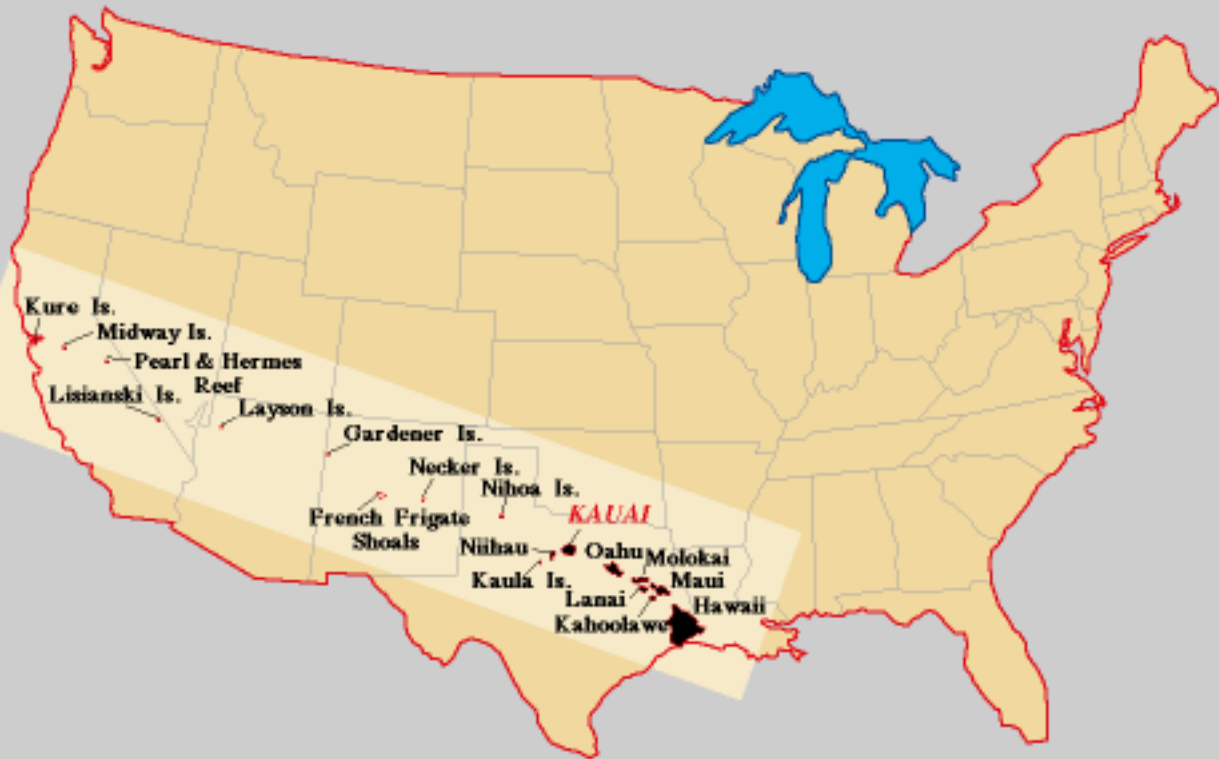 Kure Is.
Midway Is.
Pearl & Hermes
Reef
Lisianski Is.
Layson Is.
Gardener Is.
Necker Is.
Nihoa Is.
French Frigate
Shoals
KAUAI
Niihau
Oahu
Molokai
Kaula Is.
Maui
Lanai
Hawaii
Kahoolawe